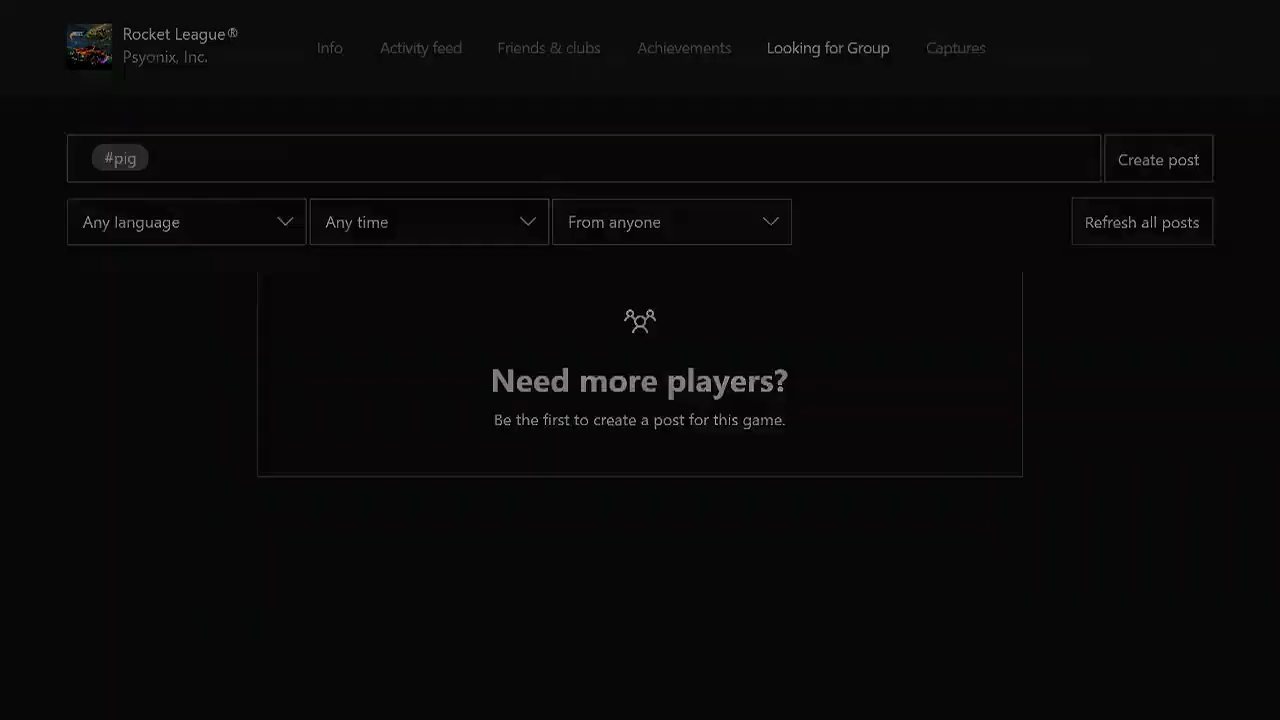 Rocket League®
Psyonix, Inc.
Info Activity feed Friends & clubs Achievements Looking for Group Captures
#pig
Create post
Any language Any time From anyone Refresh all posts
Need more players?
Be the first to create a post for this game.